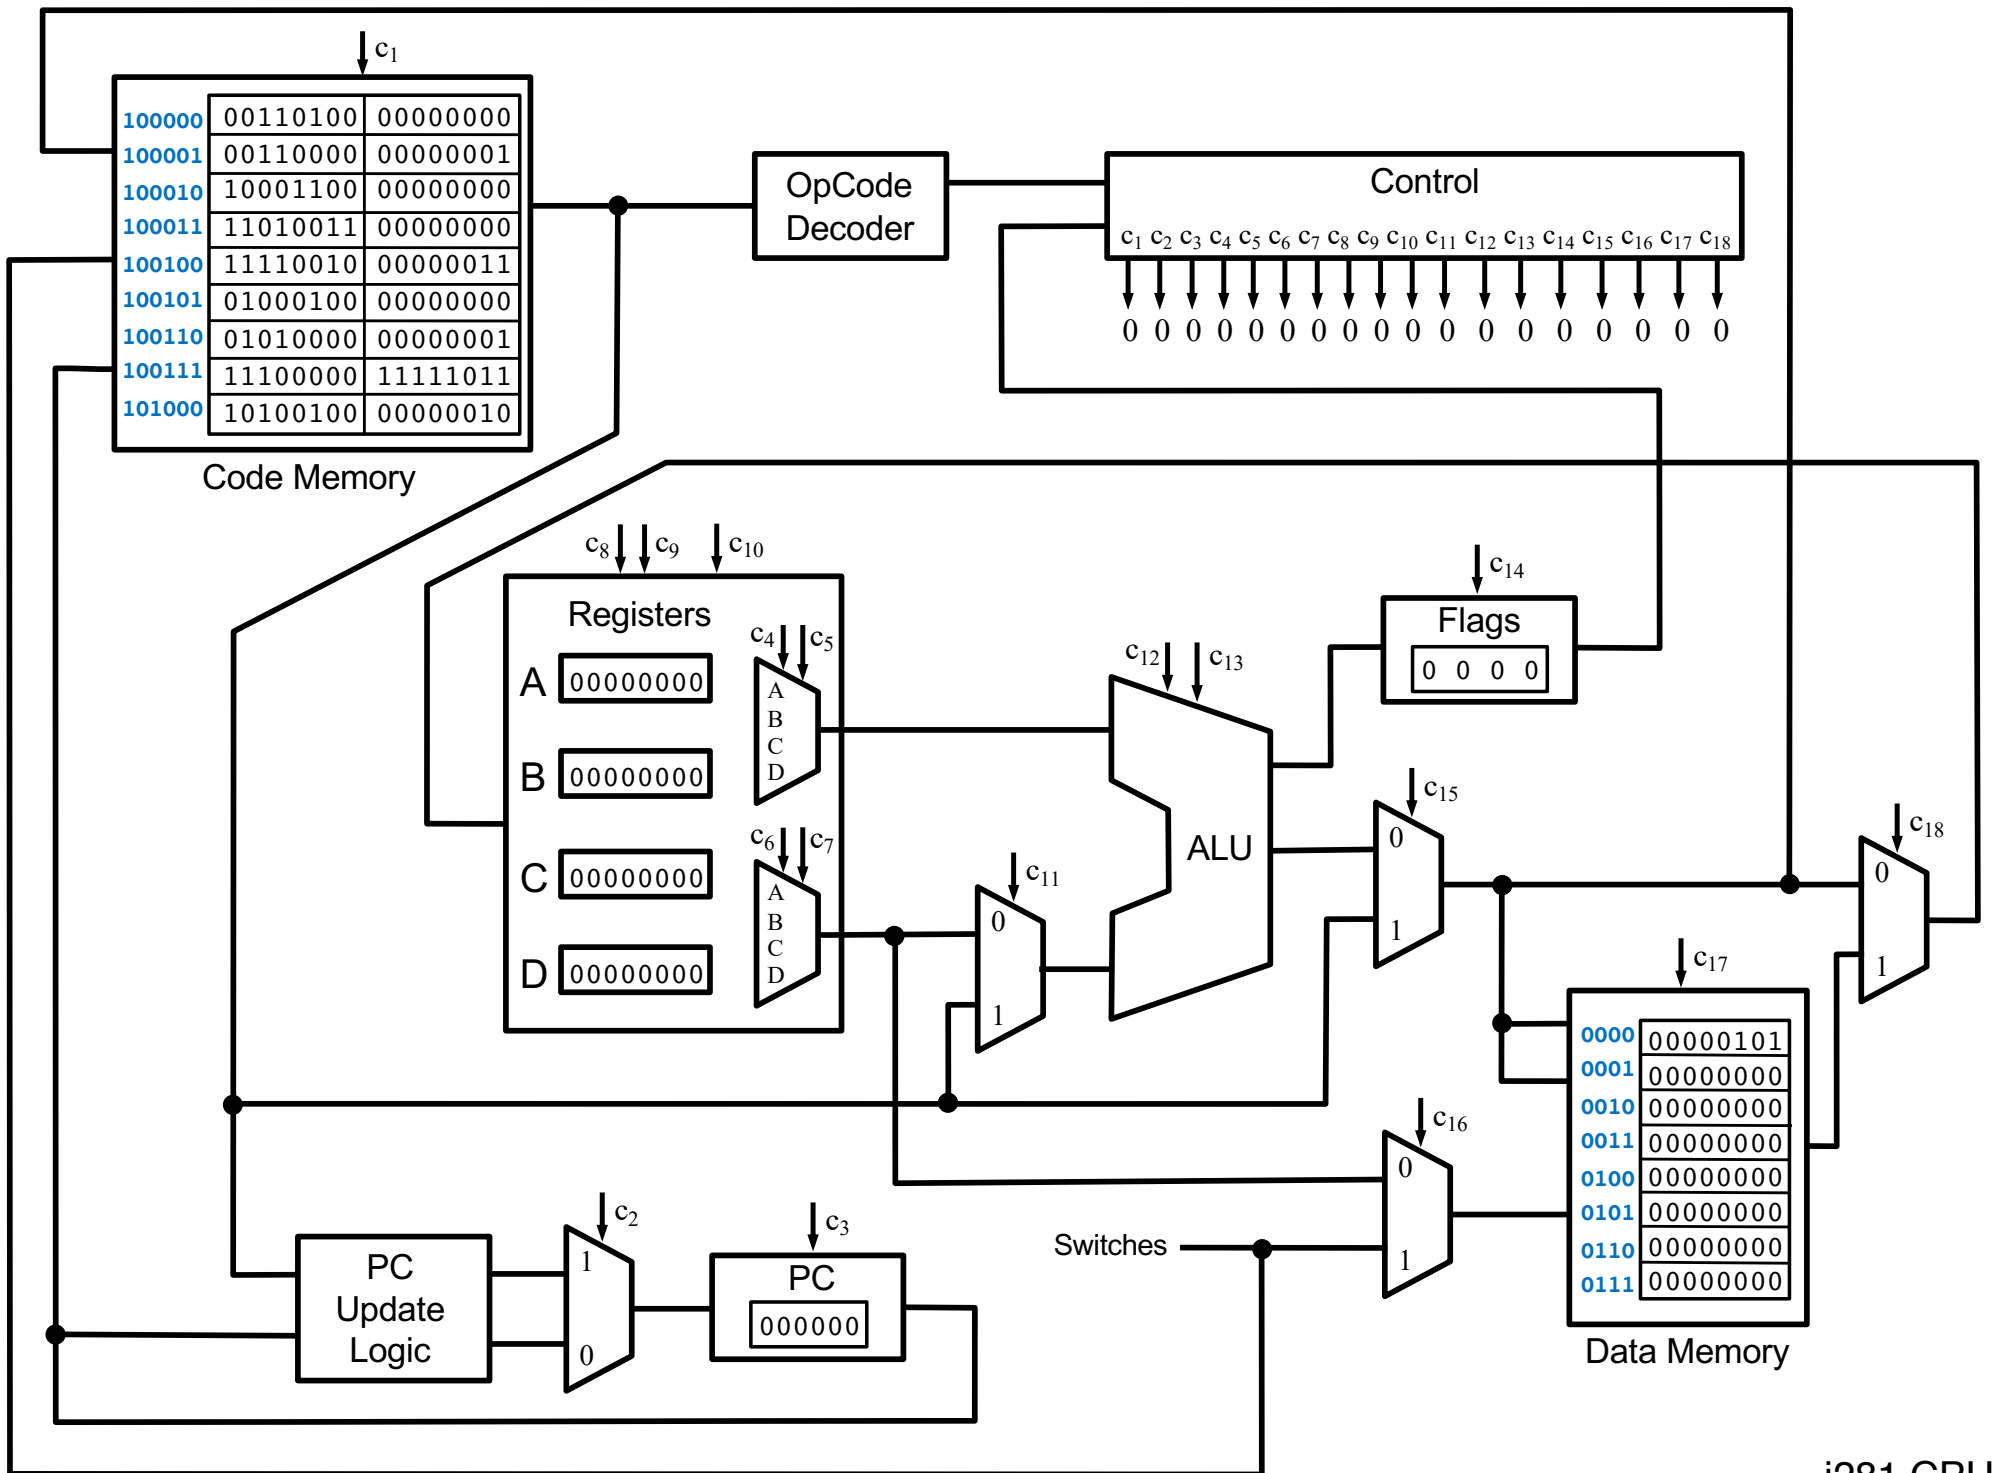 c1
100000 00110100 00000000
100001 00110000 00000001
100010 10001100 00000000
100011 11010011 00000000
100100 11110010 00000011
100101 01000100 00000000
100110 01010000 00000001
100111 11100000 11111011
101000 10100100 00000010
Code Memory
OpCode
Decoder
Control
c1 c2 c3 c4 c5 c6 c7 c8 c9 c10 c11 c12 c13 c14 c15 c16 c17 c18
0 0 0 0 0 0 0 0 0 0 0 0 0 0 0 0 0 0
c8 c9 c10
Registers
A 00000000
B 00000000
C 00000000
D 00000000
c4 c5
A
B
C
D
c6 c7
A
B
C
D
c11
0
1
c12 c13
ALU
c14
Flags
0 0 0 0
c15
0
1
c18
0
1
c17
0000 00000101
0001 00000000
0010 00000000
0011 00000000
0100 00000000
0101 00000000
0110 00000000
0111 00000000
Data Memory
c16
0
1
Switches
PC
Update
Logic
c2
1
0
c3
PC
000000